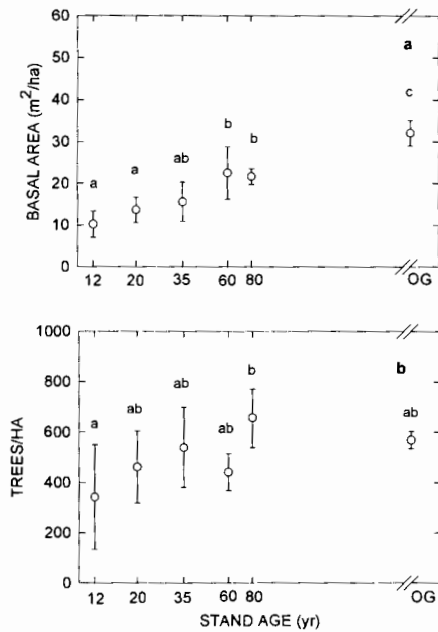 60
a
50
c
40
b
b
30
ab
a
a
20
10
0
BASAL AREA (m²/ha)
12 20 35 60 80 OG
1000
b
b
800
ab
ab
ab
ab
a
600
400
200
0
TREES/HA
12 20 35 60 80 OG
STAND AGE (yr)